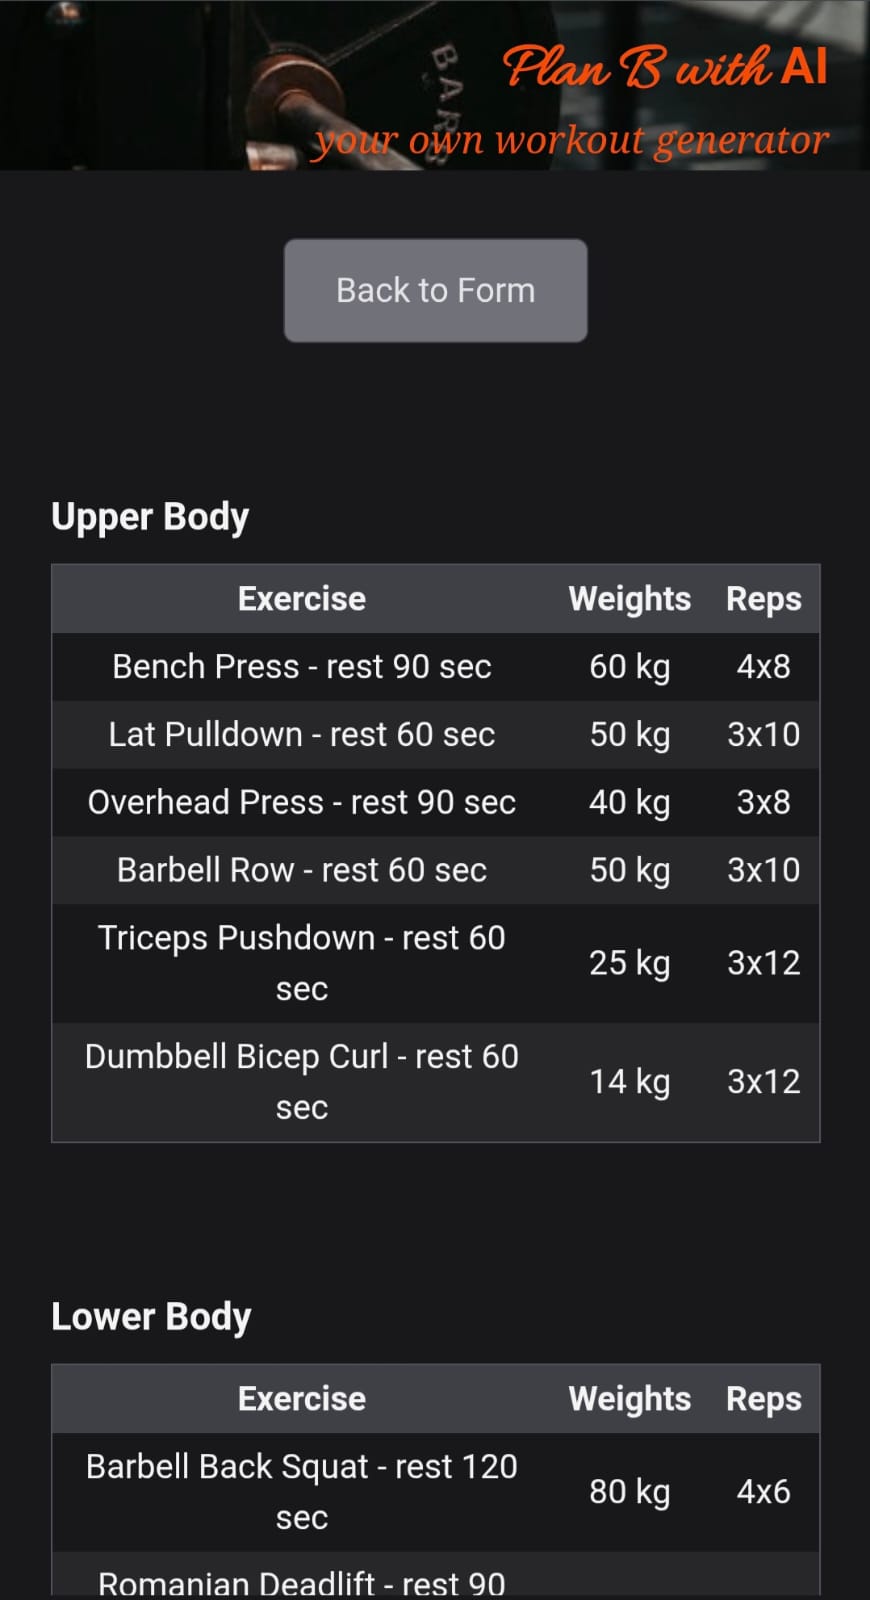 BARB
Plan B with AI
your own workout generator
Back to Form
Upper Body
Exercise Weights Reps
Bench Press - rest 90 sec 60 kg 4x8
Lat Pulldown - rest 60 sec 50 kg 3x10
Overhead Press - rest 90 sec 40 kg 3x8
Barbell Row - rest 60 sec 50 kg 3x10
Triceps Pushdown - rest 60
sec 25 kg 3x12
Dumbbell Bicep Curl - rest 60
sec 14 kg 3x12
Lower Body
Exercise Weights Reps
Barbell Back Squat - rest 120
sec 80 kg 4x6
Romanian Deadlift - rest 90